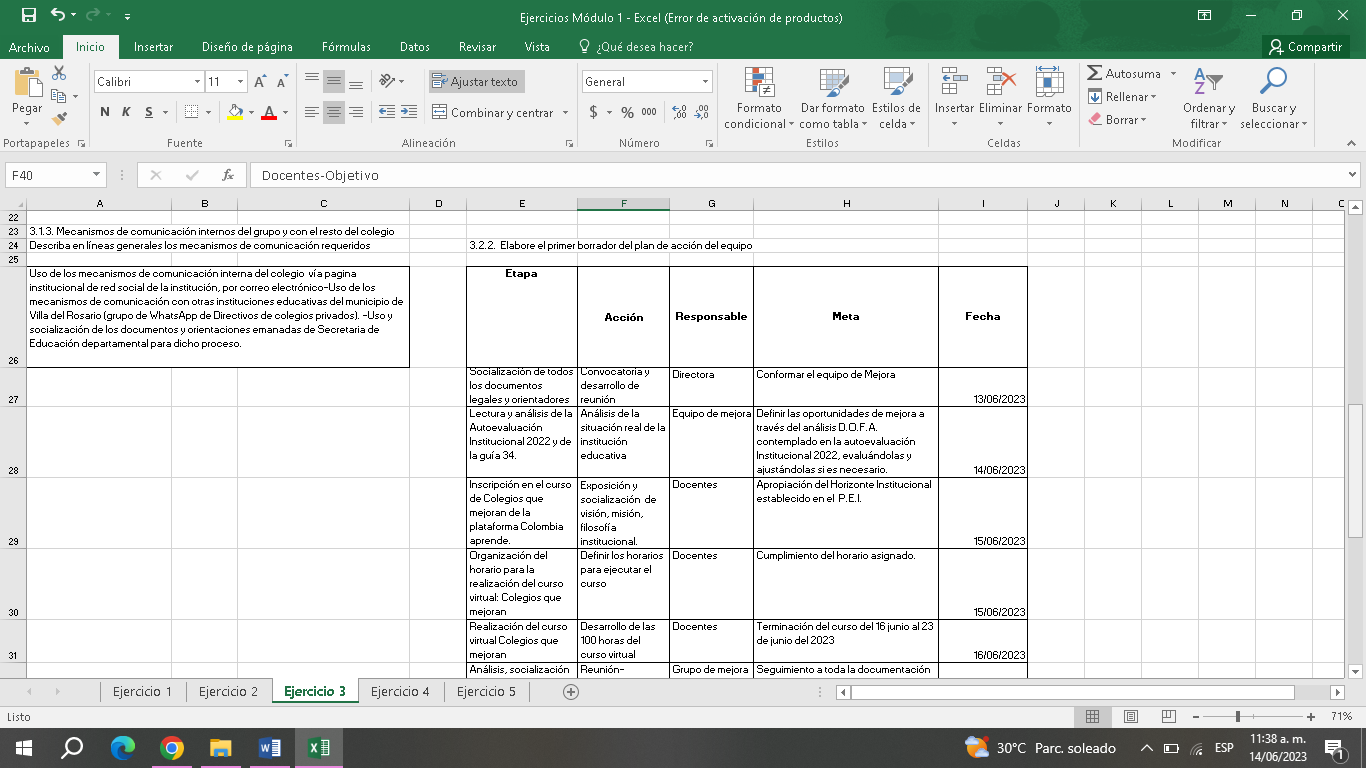 Ejercicios Módulo 1 - Excel (Error de activación de productos)
Archivo Inicio Insertar Diseño de página Fórmulas Datos Revisar Vista ¿Qué desea hacer? Compartir
Pegar Calibri 11 A A Ajustar texto General Formato condicional Dar formato como tabla Estilos de celda Insertar Eliminar Formato Autosuma Rellenar Borrar Ordenar y filtrar Buscar y seleccionar
N K S A Combinar y centrar $ % 000
Portapapeles Fuente Alineación Número Estilos Celdas Modificar
F40 fx Docentes-Objetivo
A B C D E F G H I J K L M N
22
23 3.1.3. Mecanismos de comunicación internos del grupo y con el resto del colegio
24 Describa en líneas generales los mecanismos de comunicación requeridos 3.2.2. Elabore el primer borrador del plan de acción del equipo
25
Uso de los mecanismos de comunicación interna del colegio vía pagina
institucional de red social de la institución, por correo electrónico-Uso de los
mecanismos de comunicación con otras instituciones educativas del municipio de
Villa del Rosario (grupo de WhatsApp de Directivos de colegios privados). -Uso y
socialización de los documentos y orientaciones emanadas de Secretaria de
Educación departamental para dicho proceso.
26
Etapa Acción Responsable Meta Fecha
Socialización de todos
los documentos
legales y orientadores
Convocatoria y
desarrollo de
reunión
Directora
Conformar el equipo de Mejora
27 13/06/2023
Lectura y análisis de la
Autoevaluación
Institucional 2022 y de
la guía 34.
Análisis de la
situación real de la
institución
educativa
Equipo de mejora
Definir las oportunidades de mejora a
través del análisis D.O.F.A.
contemplado en la autoevaluación
Institucional 2022, evaluándolas y
ajustándolas si es necesario.
28 14/06/2023
Inscripción en el curso
de Colegios que
mejoran de la
plataforma Colombia
aprende.
Exposición y
socialización de
visión, misión,
filosofía
institucional.
Docentes
Apropiación del Horizonte Institucional
establecido en el P.E.I.
29 15/06/2023
Organización del
horario para la
realización del curso
virtual: Colegios que
mejoran
Definir los horarios
para ejecutar el
curso
Docentes
Cumplimiento del horario asignado.
30 15/06/2023
Realización del curso
virtual Colegios que
mejoran
Desarrollo de las
100 horas del
curso virtual
Docentes
Terminación del curso del 16 junio al 23
de junio del 2023
31 16/06/2023
Análisis, socialización Reunión- Grupo de mejora Seguimiento a toda la documentación
Ejercicio 1 Ejercicio 2 Ejercicio 3 Ejercicio 4 Ejercicio 5
Listo 71%
30°C Parc. soleado ESP 11:38 a. m.
14/06/2023 1